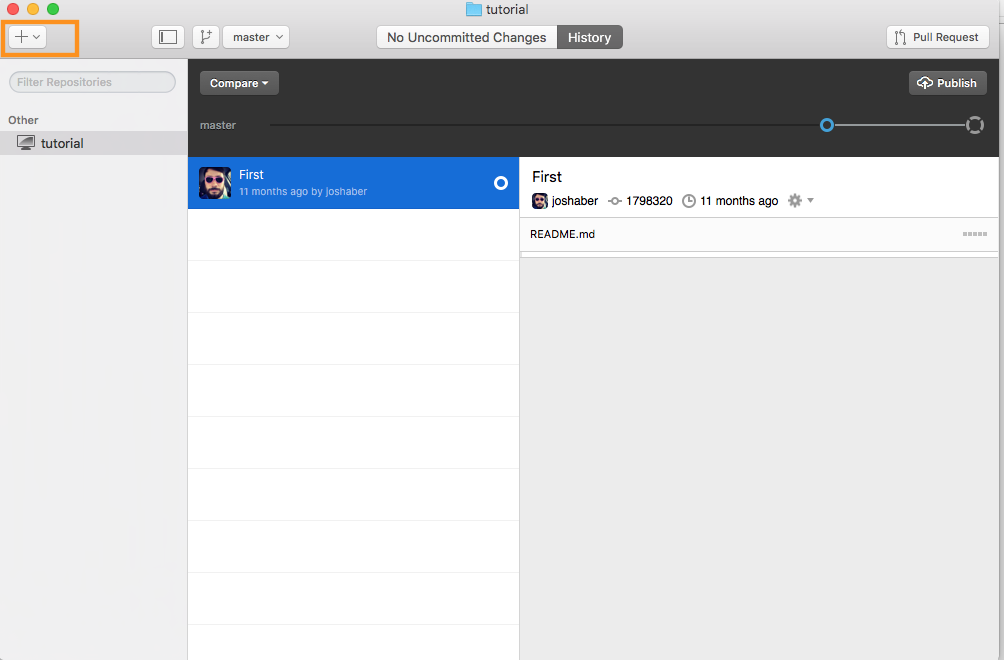 tutorial
master
No Uncommitted Changes
History
Pull Request
Filter Repositories
Other
tutorial
Compare
Publish
master
First
11 months ago by joshaber
First
joshaber 1798320 11 months ago
README.md